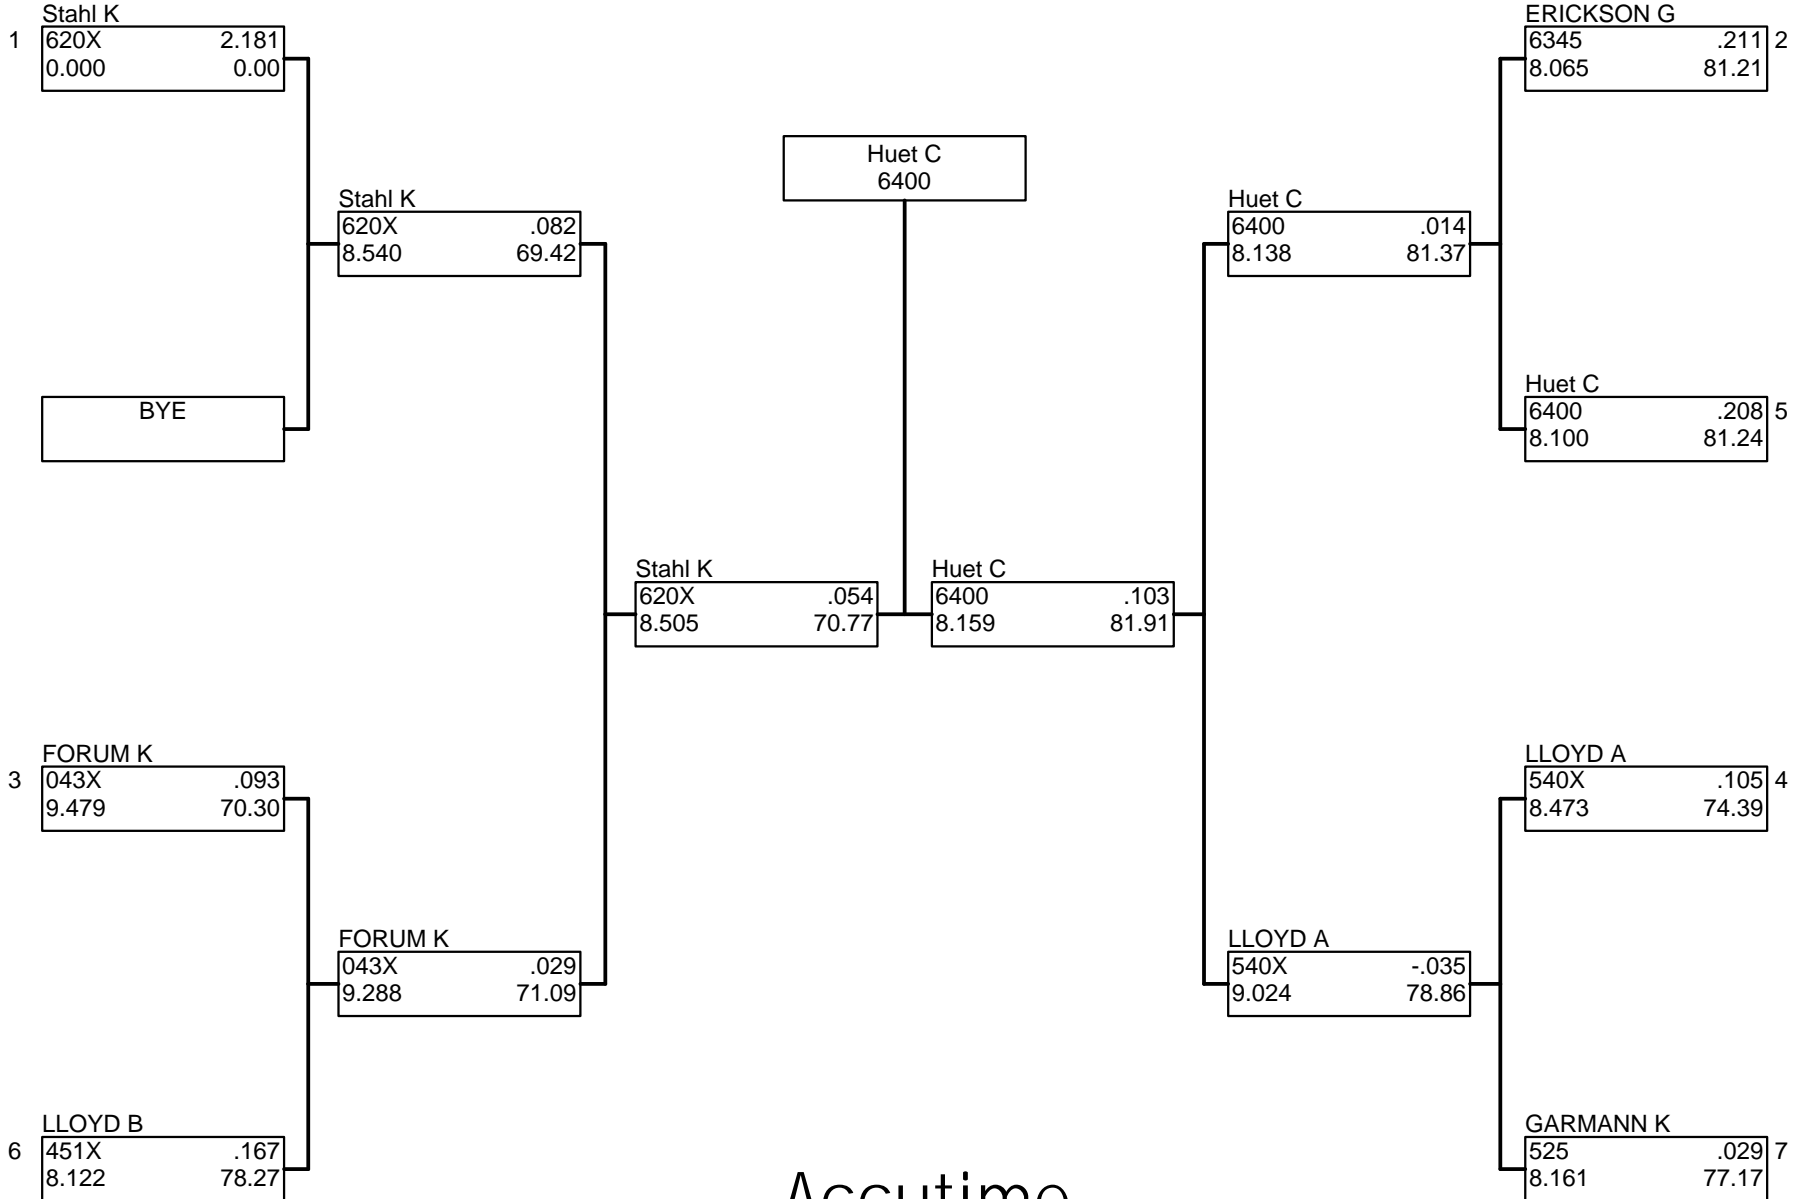 Stahl K
1
620X 2.181
0.000 0.00
BYE
FORUM K
3
043X .093
9.479 70.30
LLOYD B
6
451X .167
8.122 78.27
Stahl K
620X .082
8.540 69.42
FORUM K
043X .029
9.288 71.09
Stahl K
620X .054
8.505 70.77
Huet C
6400
Huet C
6400 .103
8.159 81.91
Huet C
6400 .014
8.138 81.37
LLOYD A
540X -.035
9.024 78.86
ERICKSON G
6345 .211 2
8.065 81.21
Huet C
6400 .208 5
8.100 81.24
LLOYD A
540X .105 4
8.473 74.39
GARMANN K
525 .029 7
8.161 77.17
Accutime